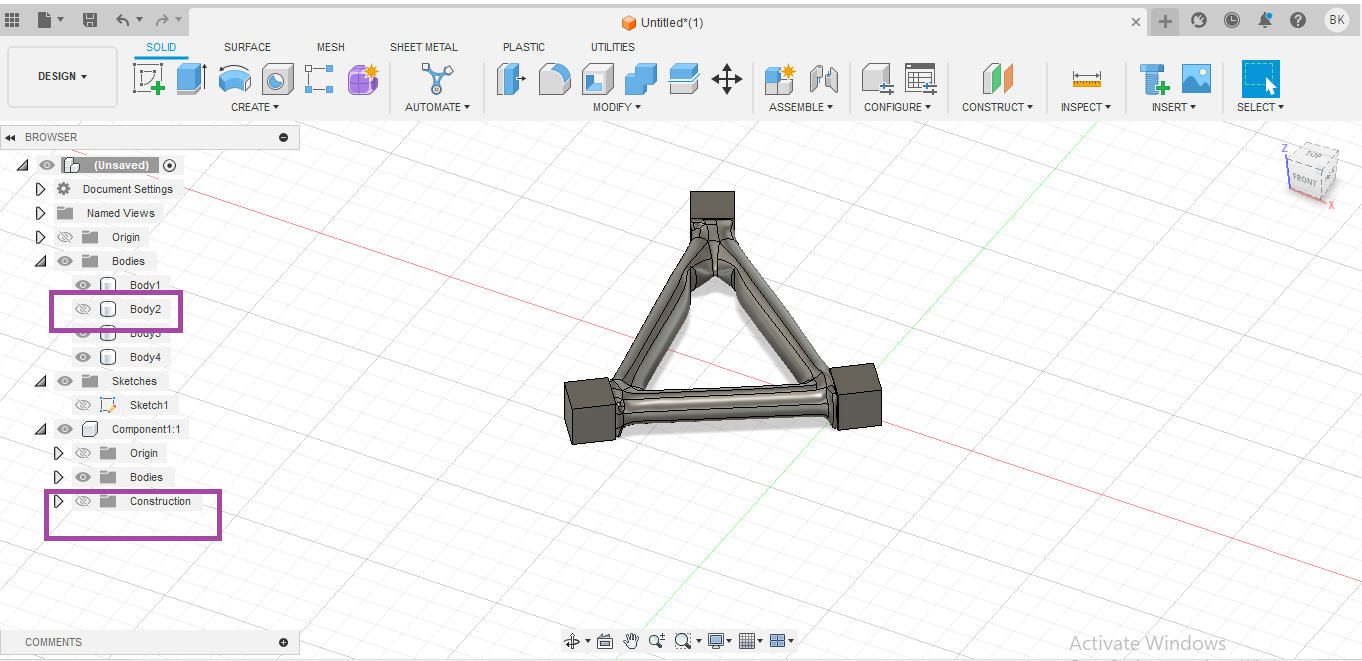 Untitled*(1)
BK
DESIGN
SOLID
SURFACE
MESH
SHEET METAL
PLASTIC
UTILITIES
CREATE
AUTOMATE
MODIFY
ASSEMBLE
CONFIGURE
CONSTRUCT
INSPECT
INSERT
SELECT
BROWSER
(Unsaved)
Document Settings
Named Views
Origin
Bodies
Body1
Body2
Body3
Body4
Sketches
Sketch1
Component1:1
Origin
Bodies
Construction
Z
TOP
FRONT
X
COMMENTS
Activate Windows